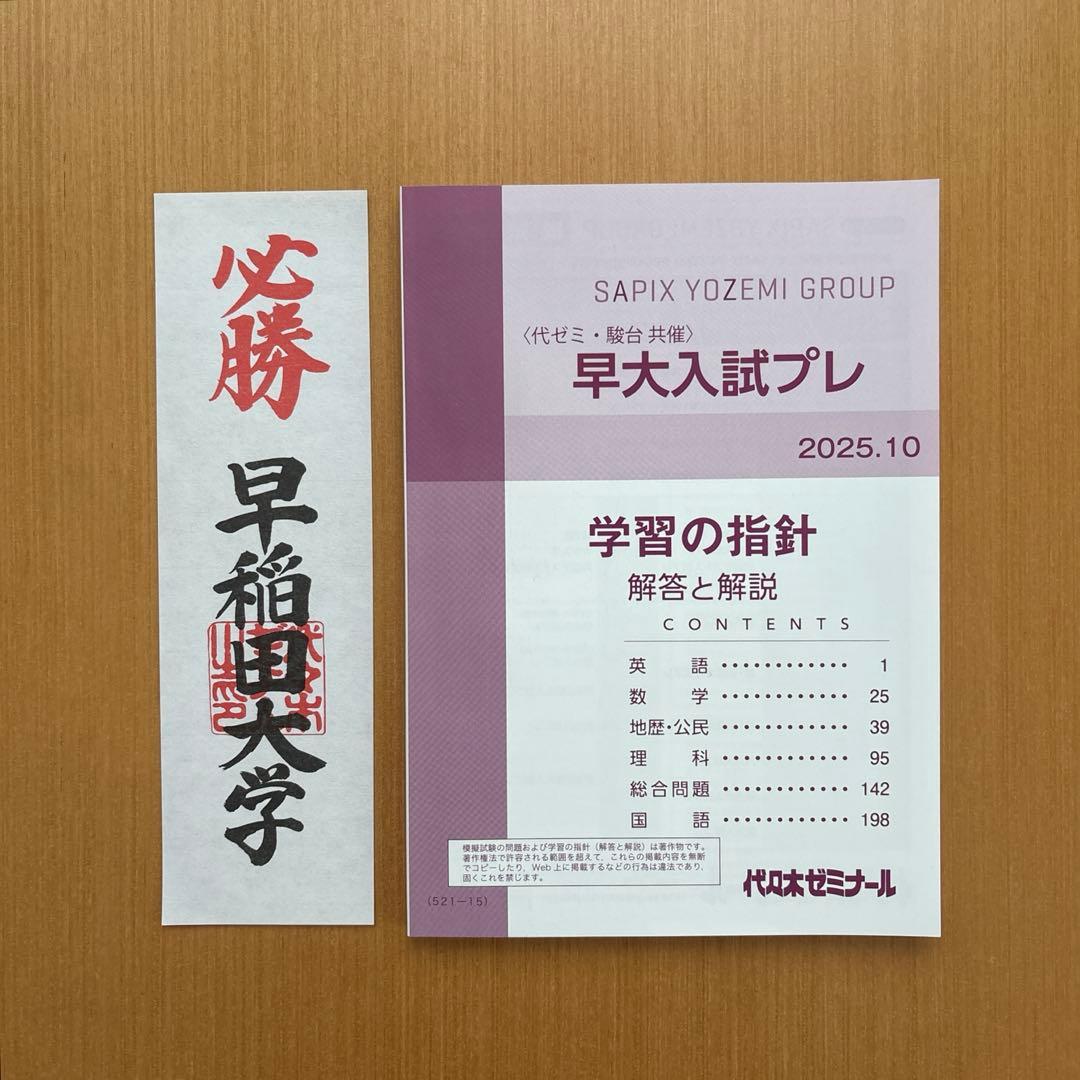 必勝
早稲田大学
SAPIX YOZEMI GROUP
〈代ゼミ・駿台 共催〉
早大入試プレ
2025.10
学習の指針
解答と解説
CONTENTS
英語 ………… 1
数学 ………… 25
地歴・公民 ………… 39
理科 ………… 95
総合問題 ………… 142
国語 ………… 198
模擬試験の問題および学習の指針(解答と解説)は著作物です。
著作権法で許容される範囲を超えて、これらの掲載内容を無断
でコピーしたり、Web上に掲載するなどの行為は違法であり、
固くこれを禁じます。
(521−15)
代々木ゼミナール